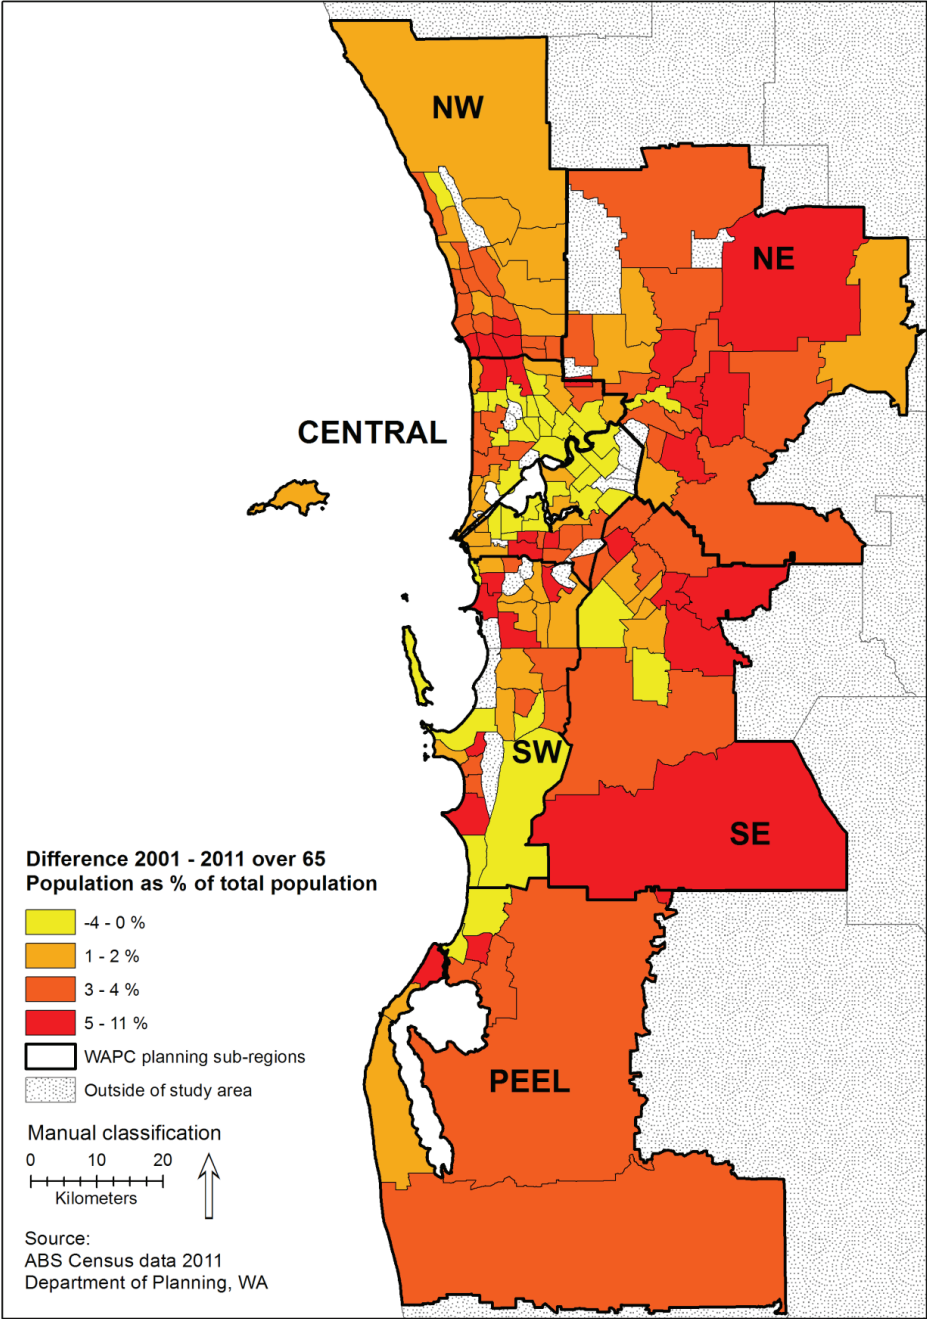 NW
NE
CENTRAL
SW
SE
Difference 2001 - 2011 over 65
Population as % of total population
-4 - 0 %
1 - 2 %
3 - 4 %
5 - 11 %
WAPC planning sub-regions
Outside of study area
PEEL
Manual classification
0 10 20
Kilometers
Source:
ABS Census data 2011
Department of Planning, WA